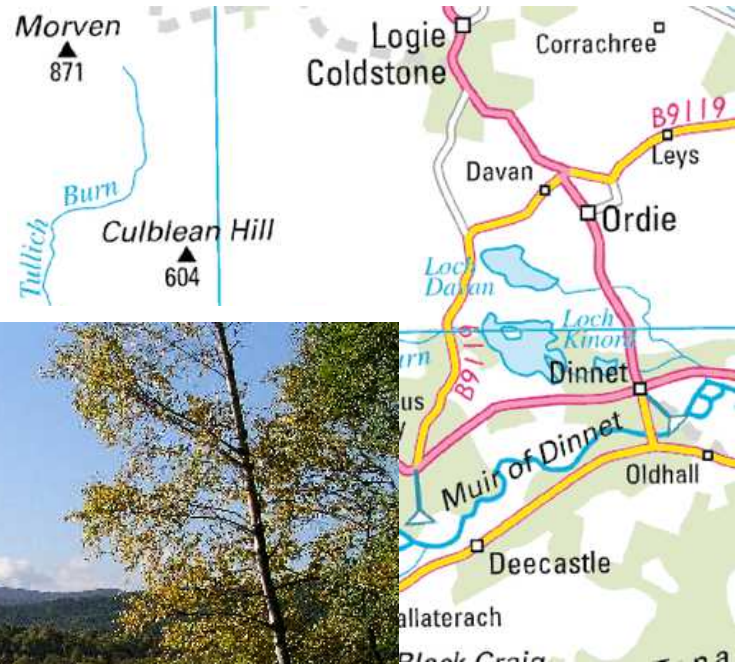 Morven
871
Logie
Coldstone
Corrachree
B9119
Leys
Davan
Burn
Tullich
Culblean Hill
604
Ordie
Loch
Davan
Loch
Kinord
B9119
Dinnet
Muir of Dinnet
Oldhall
Deecastle
allaterach
Black Craig